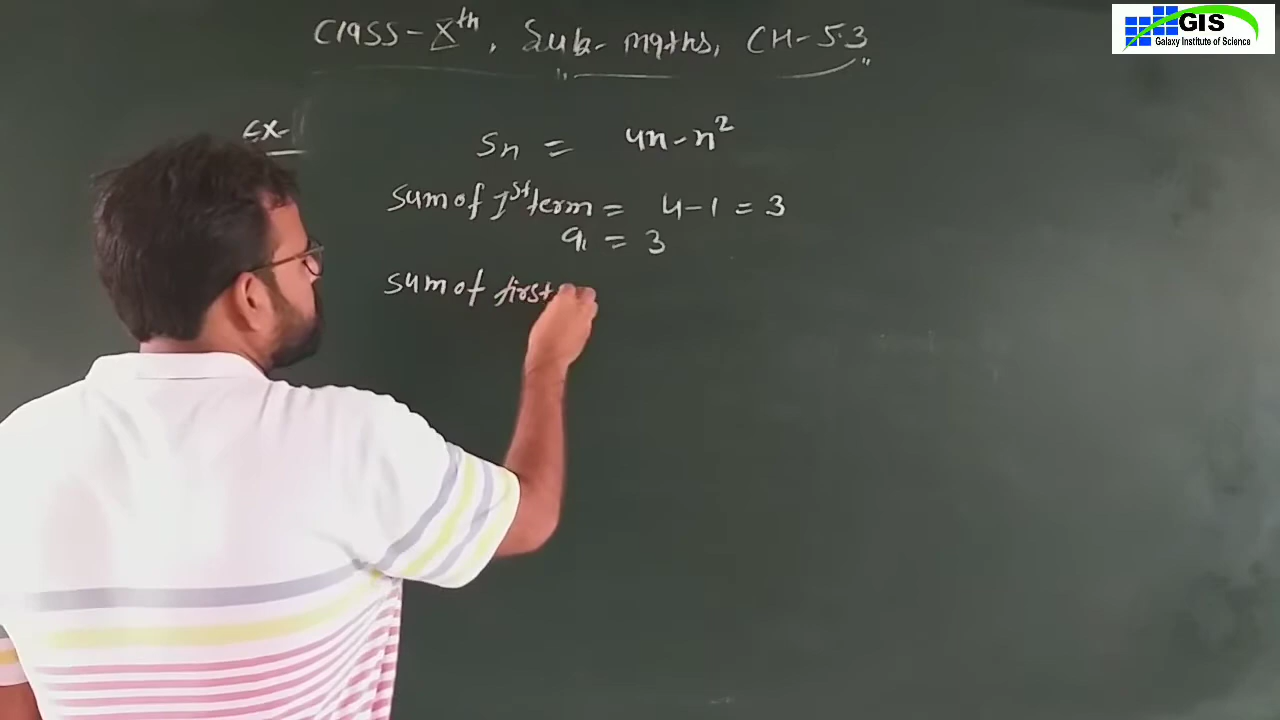 Class-Xth, Sub- maths, CH-5.3
GIS
Galaxy Institute of Science
Ex-
Sn = 4n-n²
Sum of 1st term = 4-1 = 3
a1 = 3
Sum of first